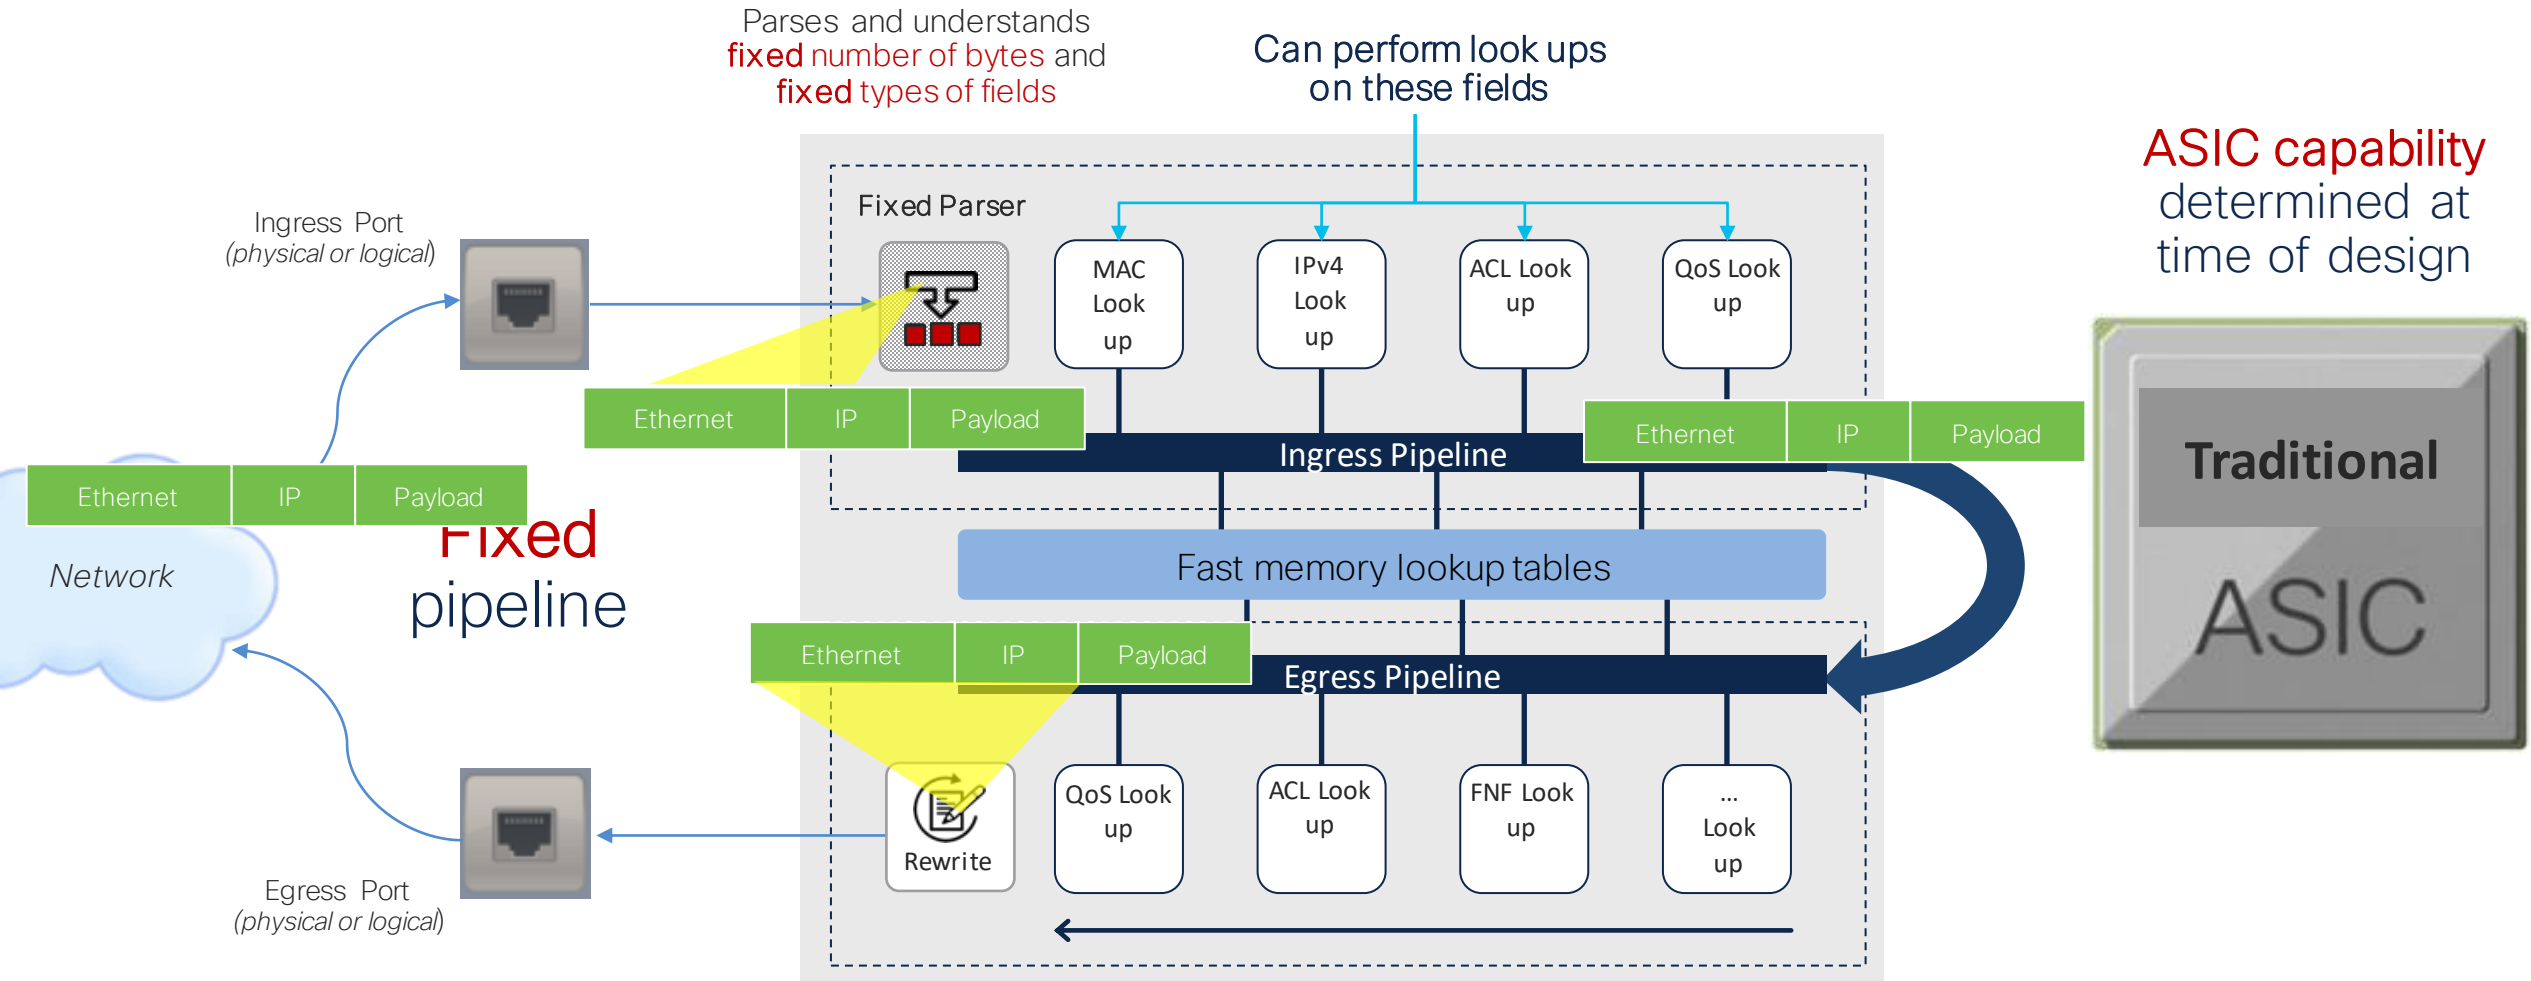 Parses and understands
fixed number of bytes and
fixed types of fields
Can perform look ups
on these fields
ASIC capability
determined at
time of design
Ingress Port
(physical or logical)
Fixed Parser
MAC
Look
up
IPv4
Look
up
ACL Look
up
QoS Look
up
Ethernet IP Payload
Ethernet IP Payload
Ingress Pipeline
Ethernet IP Payload
Traditional
ASIC
Network
Fixed
pipeline
Fast memory lookup tables
Ethernet IP Payload
Egress Pipeline
Rewrite
QoS Look
up
ACL Look
up
FNF Look
up
...
Look
up
Egress Port
(physical or logical)